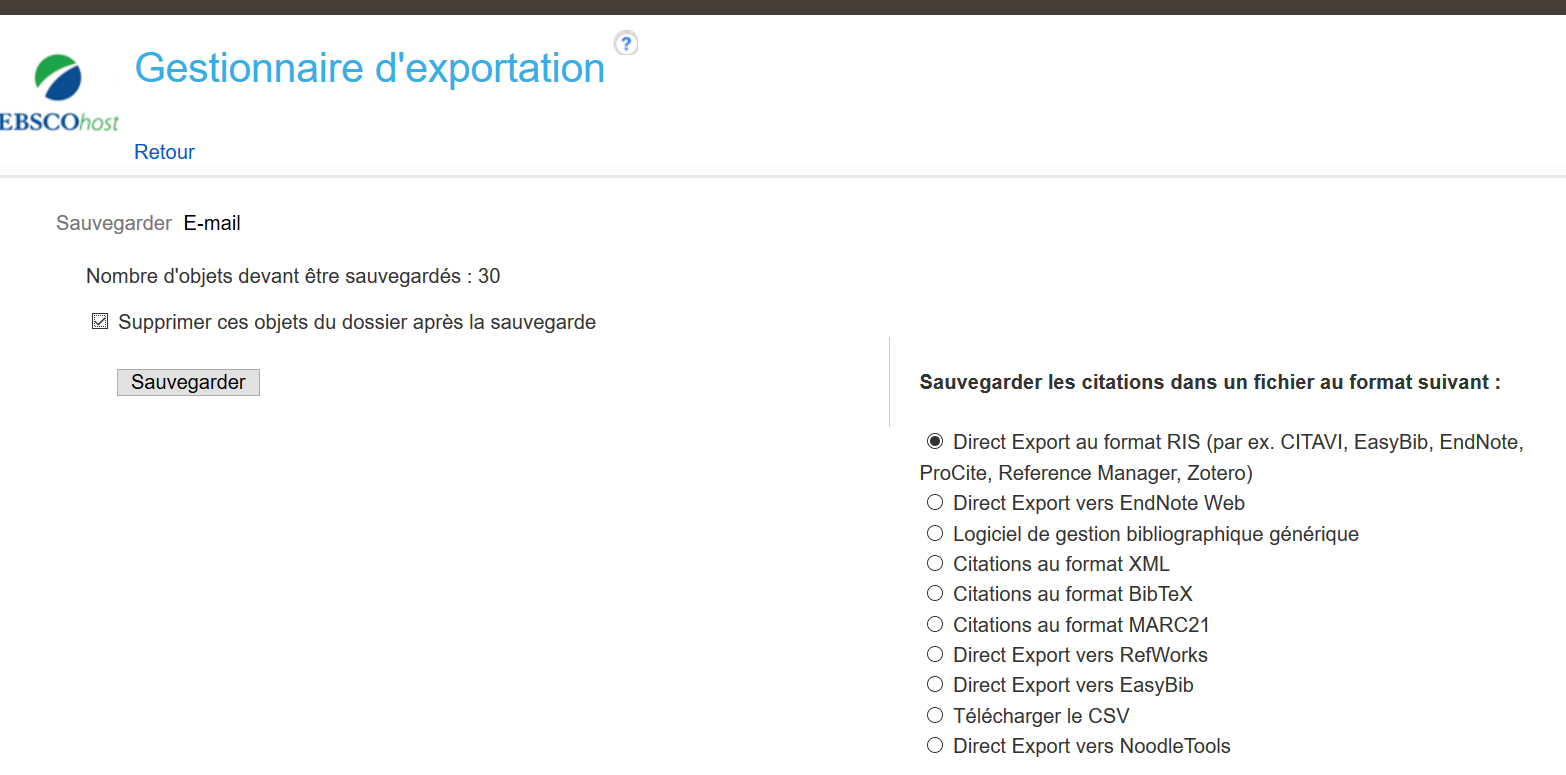 Gestionnaire d'exportation
?
EBSCOhost
Retour
Sauvegarder E-mail
Nombre d'objets devant être sauvegardés : 30
Supprimer ces objets du dossier après la sauvegarde
Sauvegarder
Sauvegarder les citations dans un fichier au format suivant :
Direct Export au format RIS (par ex. CITAVI, EasyBib, EndNote,
ProCite, Reference Manager, Zotero)
Direct Export vers EndNote Web
Logiciel de gestion bibliographique générique
Citations au format XML
Citations au format BibTeX
Citations au format MARC21
Direct Export vers RefWorks
Direct Export vers EasyBib
Télécharger le CSV
Direct Export vers NoodleTools